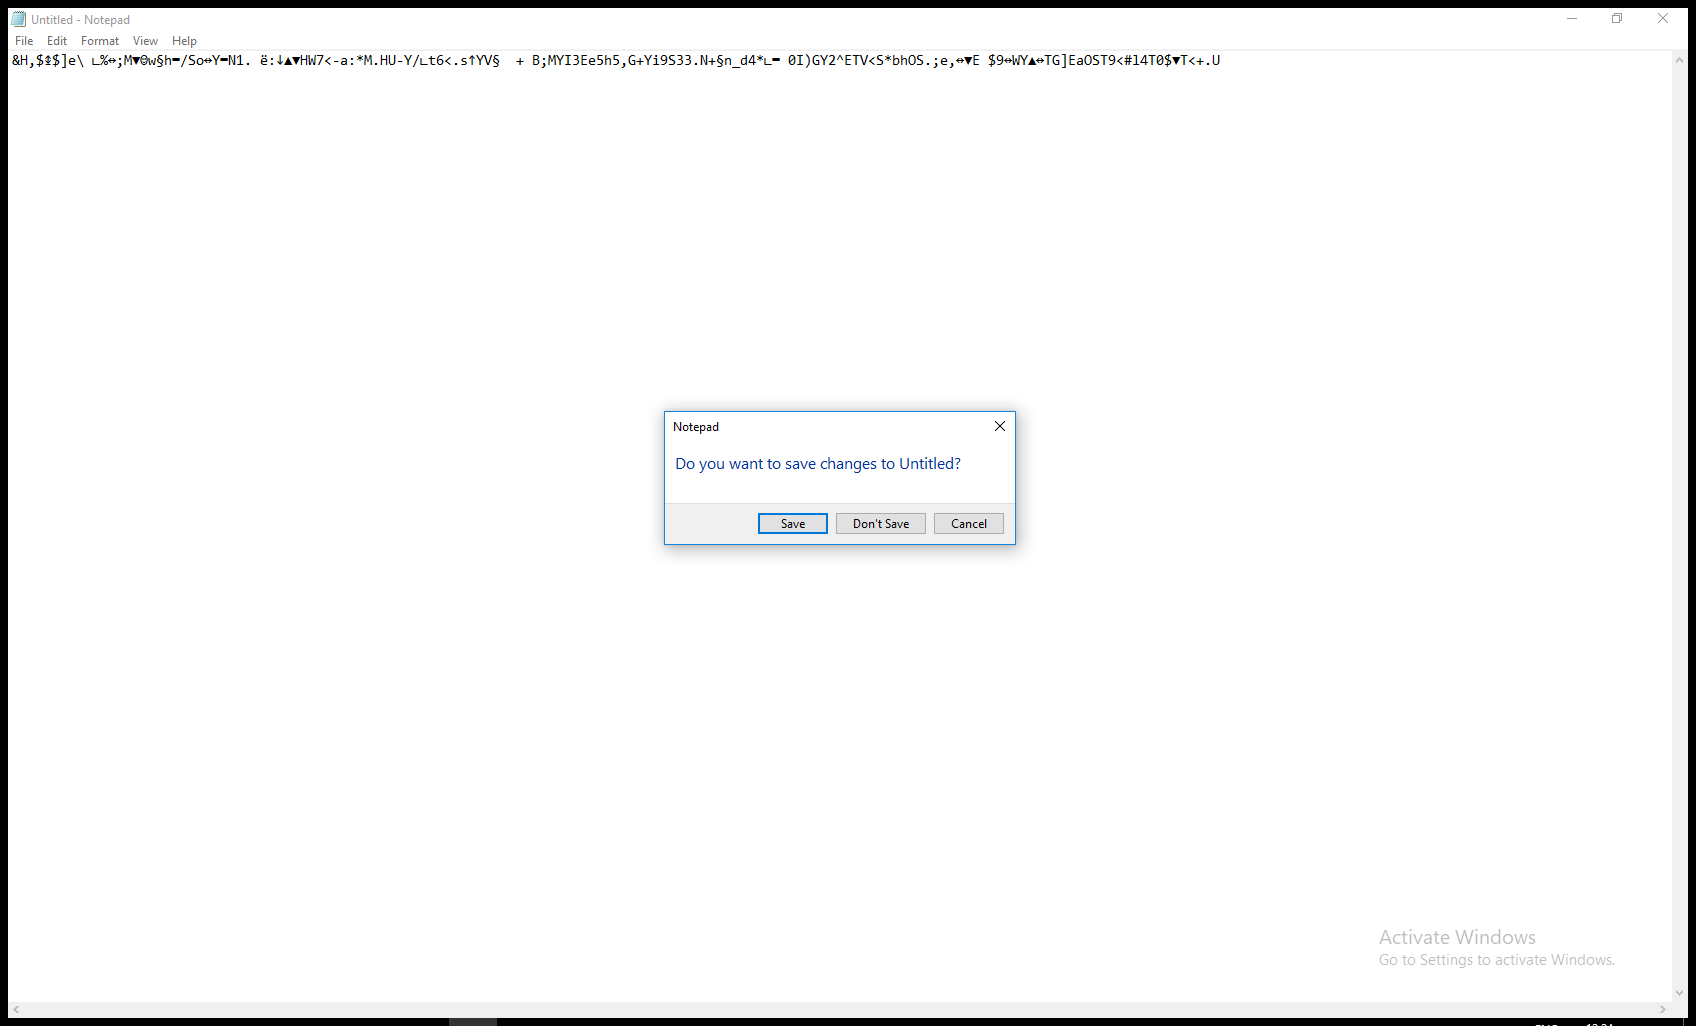 Untitled - Notepad
File Edit Format View Help
&H,$↨$]e\ ∟%↔;M▼Θw§h▬/So↔Y▬N1. ë:↓▲▼HW7<-a:*M.HU-Y/∟t6<.s↑YV§  + B;MYI3Ee5h5,G+Yi9S33.N+§n_d4*∟▬ 0I)GY2^ETV<S*bhOS.;e,↔▼E $9↔WY▲↔TG]EaOST9<#l4T0$▼T<+.U
Notepad
Do you want to save changes to Untitled?
Save Don't Save Cancel
Activate Windows
Go to Settings to activate Windows.